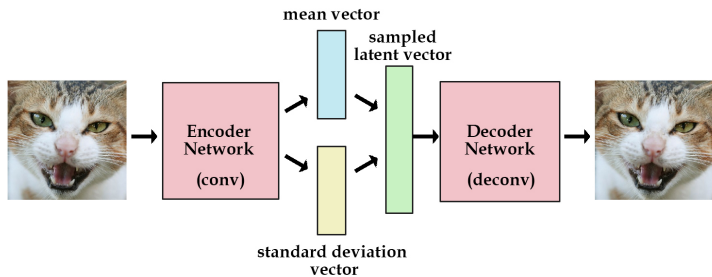 mean vector
sampled
latent vector
Encoder
Network
(conv)
Decoder
Network
(deconv)
standard deviation
vector